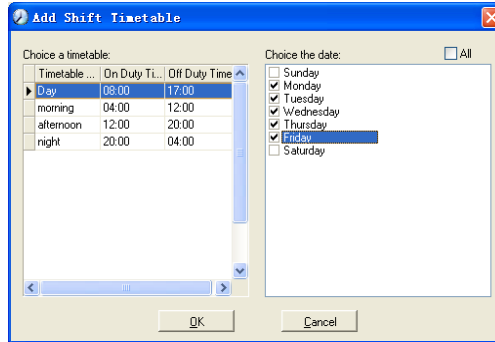 Add Shift Timetable
Choice a timetable:
Choice the date:
All
Timetable ... On Duty Ti... Off Duty Time
Day 08:00 17:00
morning 04:00 12:00
afternoon 12:00 20:00
night 20:00 04:00
Sunday
Monday
Tuesday
Wednesday
Thursday
Friday
Saturday
OK
Cancel